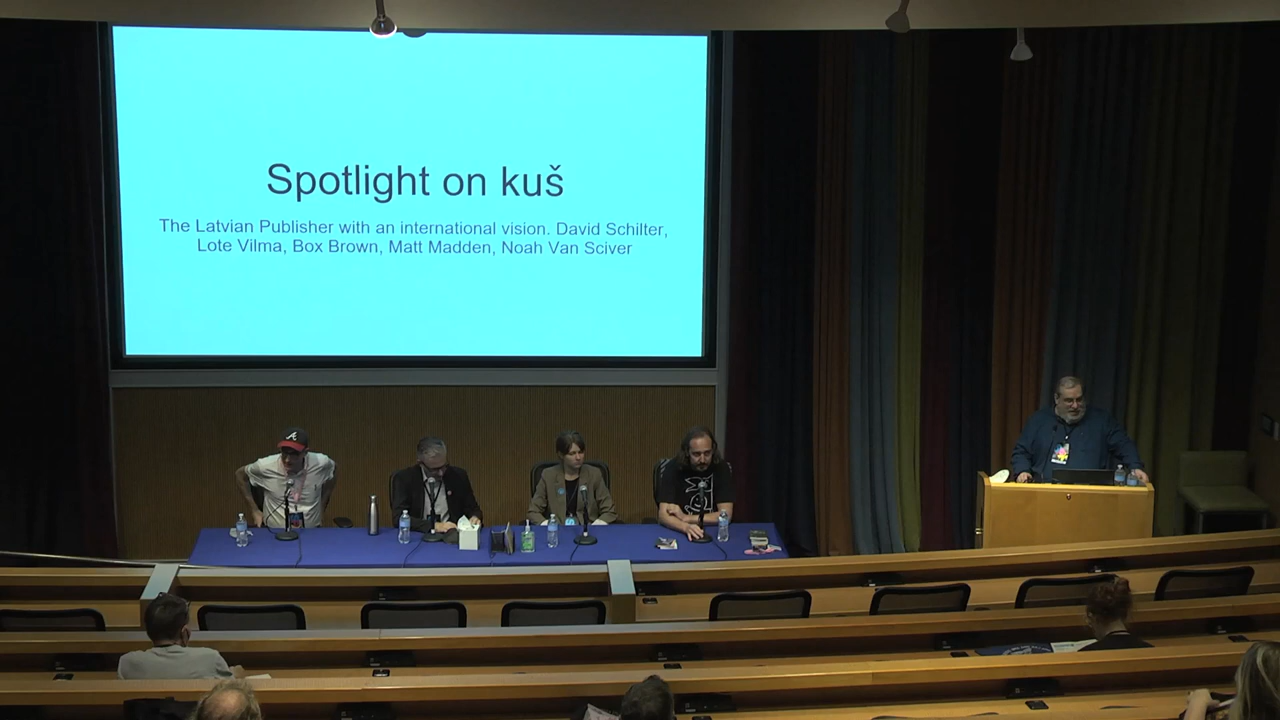 Spotlight on kuš
The Latvian Publisher with an international vision. David Schilter,
Lote Vilma, Box Brown, Matt Madden, Noah Van Sciver
A